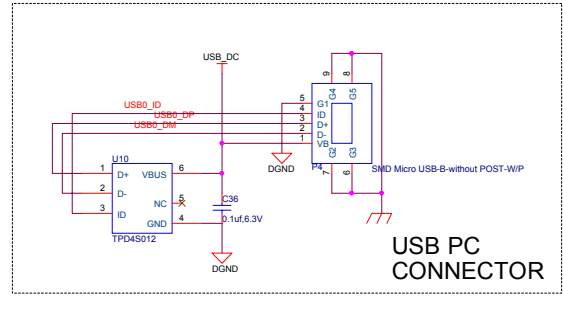 USB_DC
9
8
G4
G5
USB0_ID
USB0_DP
USB0_DM
5
4
3
2
1
G1
ID
D+
D-
VB
G2
G3
7
6
P4
SMD Micro USB-B-without POST-W/P
DGND
U10
1
2
3
D+
D-
ID
VBUS
NC
GND
6
5
4
TPD4S012
C36
0.1uf,6.3V
DGND
USB PC
CONNECTOR